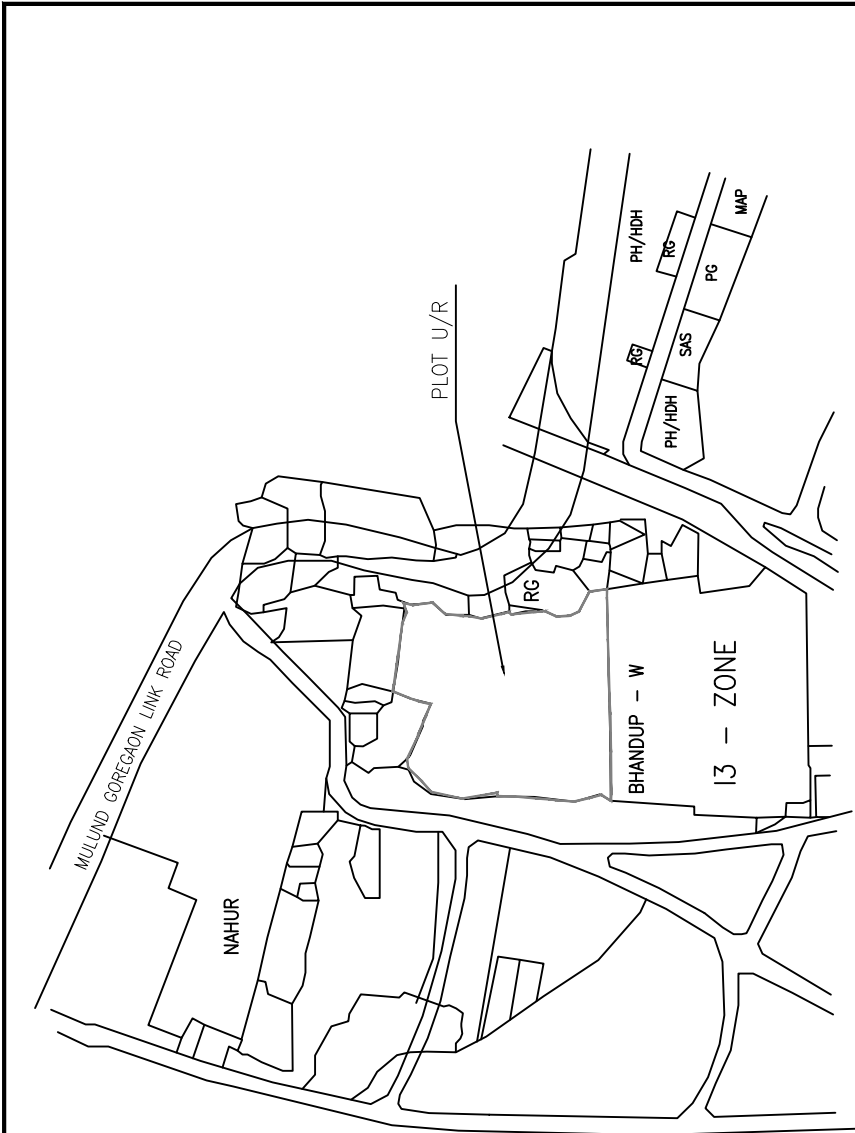 MAP
PH/HDH
RG
PG
PLOT U/R
RG
SAS
PH/HDH
RG
MULUND GOREGAON LINK ROAD
BHANDUP - W
I3 - ZONE
NAHUR